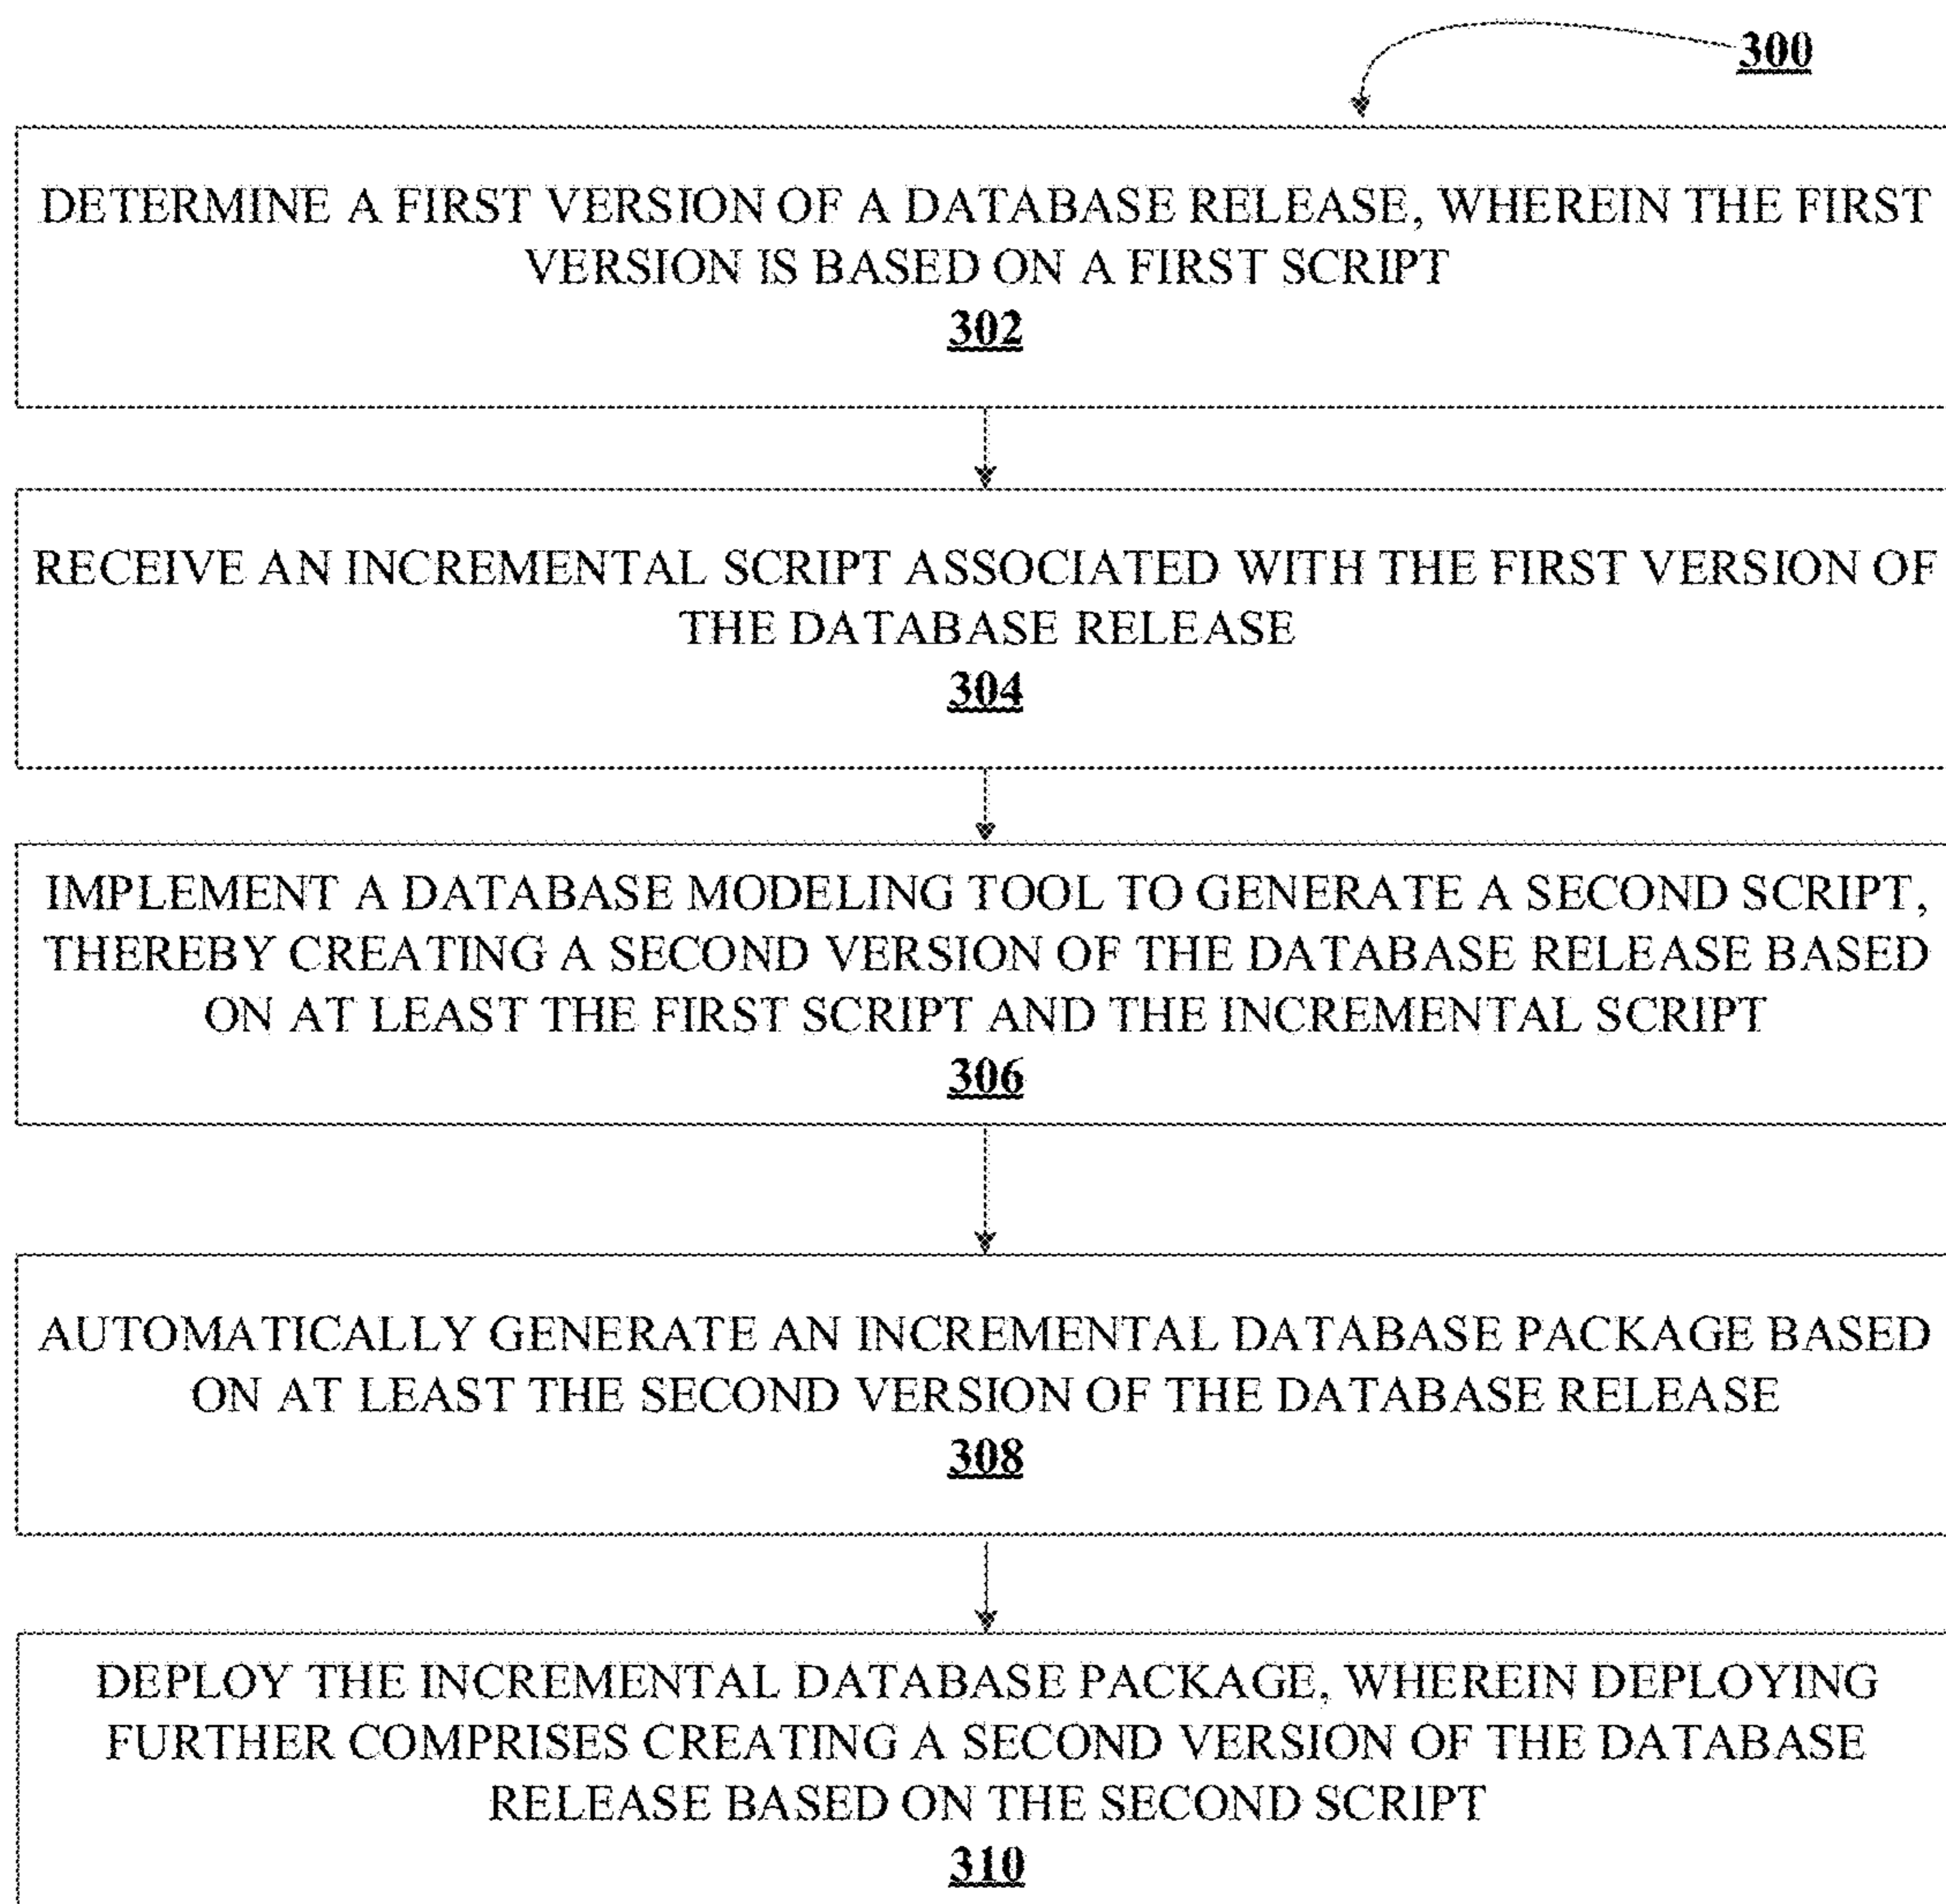 300
DETERMINE A FIRST VERSION OF A DATABASE RELEASE, WHEREIN THE FIRST
VERSION IS BASED ON A FIRST SCRIPT
302
RECEIVE AN INCREMENTAL SCRIPT ASSOCIATED WITH THE FIRST VERSION OF
THE DATABASE RELEASE
304
IMPLEMENT A DATABASE MODELING TOOL TO GENERATE A SECOND SCRIPT,
THEREBY CREATING A SECOND VERSION OF THE DATABASE RELEASE BASED
ON AT LEAST THE FIRST SCRIPT AND THE INCREMENTAL SCRIPT
306
AUTOMATICALLY GENERATE AN INCREMENTAL DATABASE PACKAGE BASED
ON AT LEAST THE SECOND VERSION OF THE DATABASE RELEASE
308
DEPLOY THE INCREMENTAL DATABASE PACKAGE, WHEREIN DEPLOYING
FURTHER COMPRISES CREATING A SECOND VERSION OF THE DATABASE
RELEASE BASED ON THE SECOND SCRIPT
310